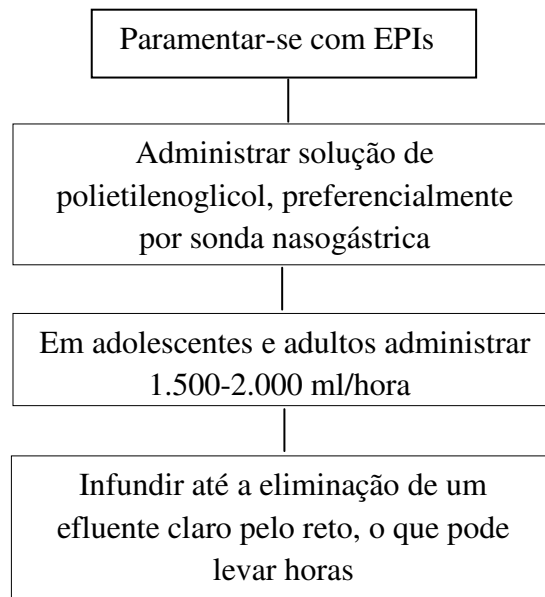 Paramentar-se com EPIs
Administrar solução de
polietilenoglicol, preferencialmente
por sonda nasogástrica
Em adolescentes e adultos administrar
1.500-2.000 ml/hora
Infundir até a eliminação de um
efluente claro pelo reto, o que pode
levar horas